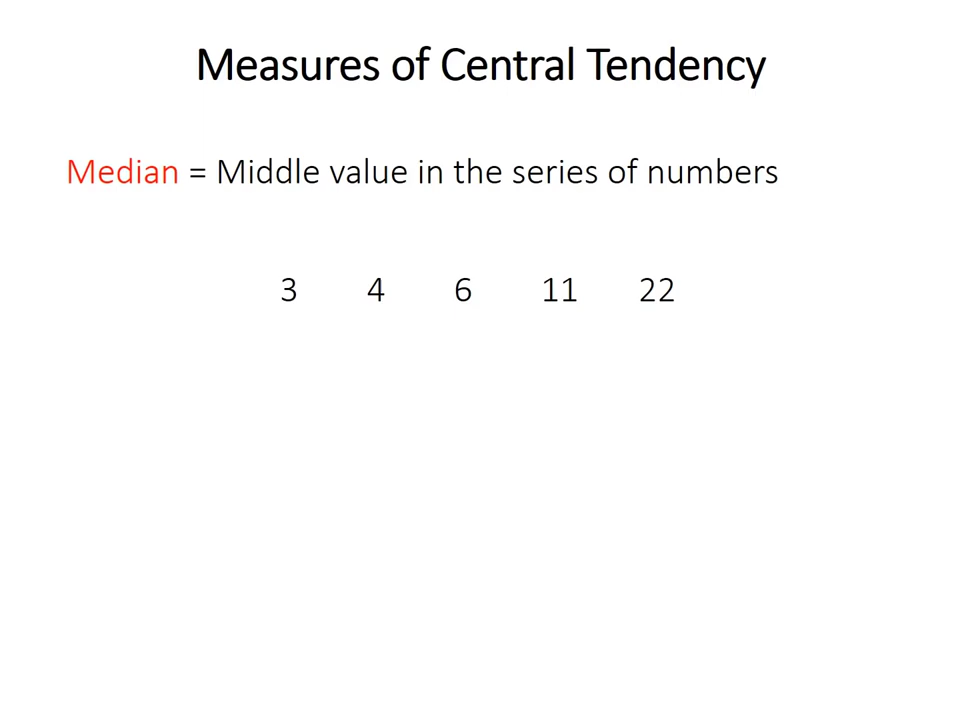 Measures of Central Tendency
Median = Middle value in the series of numbers
3 4 6 11 22